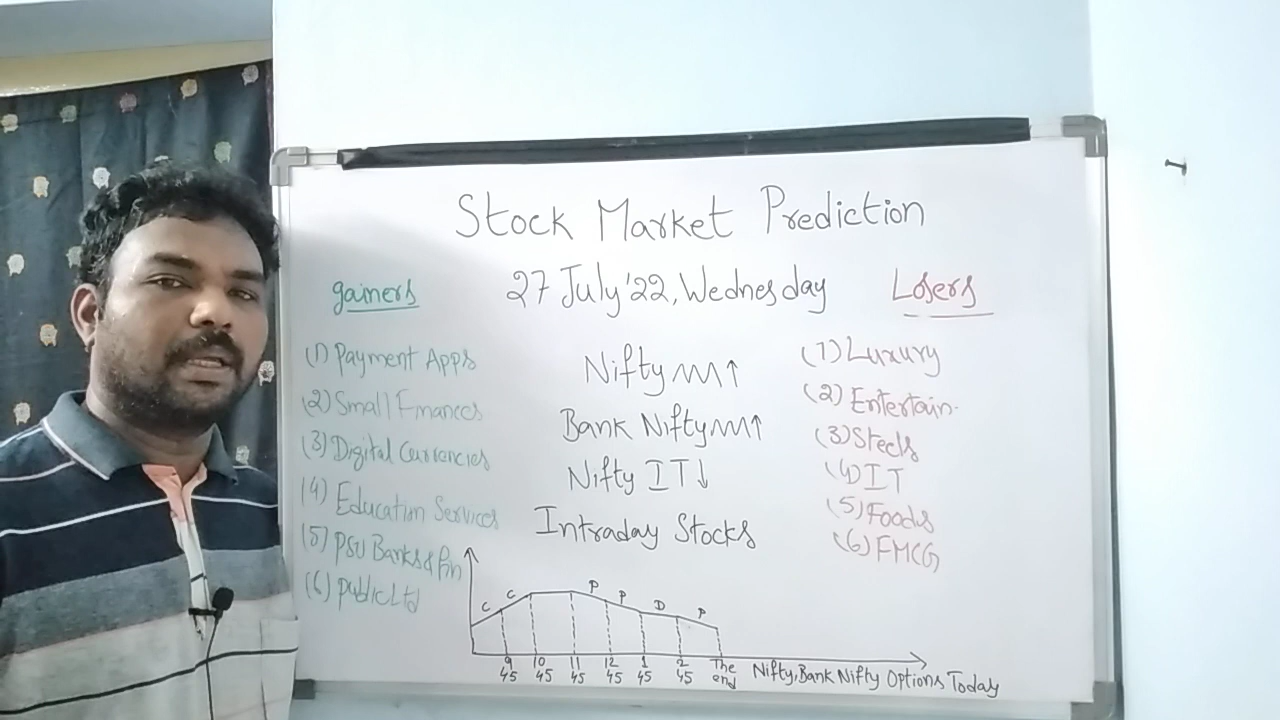 Stock Market Prediction
27 July '22, Wednesday
gainers
(1) Payment Apps
(2) Small Finances
(3) Digital Currencies
(4) Education Services
(5) PSU Banks & fin
(6) Public Ltd
Nifty ↑
Bank Nifty ↑
Nifty IT ↓
Intraday Stocks
Losers
(1) Luxury
(2) Entertain.
(3) Steels
(4) IT
(5) Foods
(6) FMCG
C C P P D P
9 45 10 45 11 45 12 45 1 45 2 45 The end
Nifty, Bank Nifty Options Today